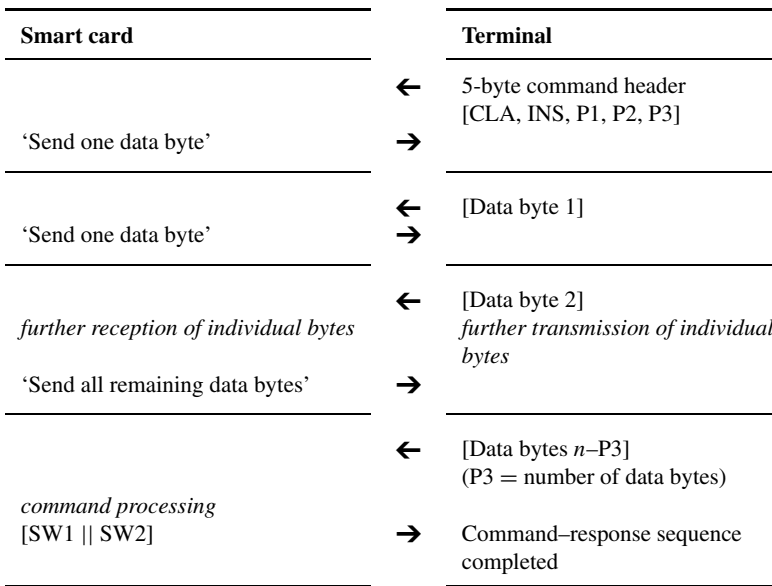 Smart card Terminal
← 5-byte command header
[CLA, INS, P1, P2, P3]
‘Send one data byte’ →
← [Data byte 1]
‘Send one data byte’ →
← [Data byte 2]
further reception of individual bytes further transmission of individual
bytes
‘Send all remaining data bytes’ →
← [Data bytes n–P3]
(P3 = number of data bytes)
command processing
[SW1 || SW2] → Command–response sequence
completed